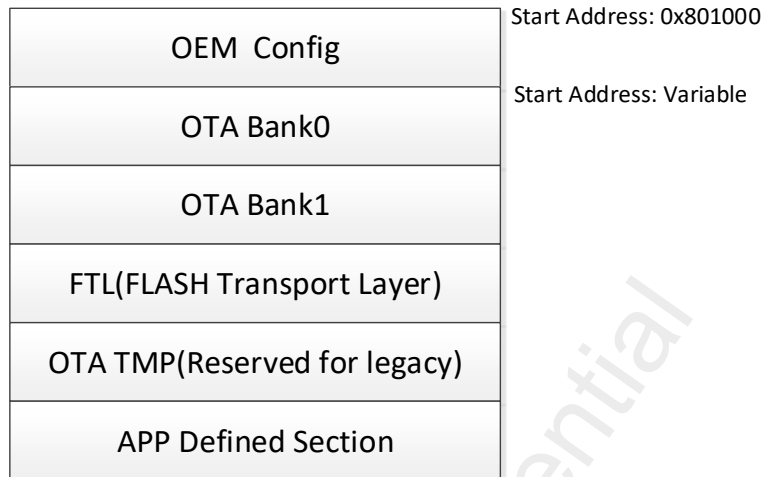 OEM  Config
Start Address: 0x801000
Start Address: Variable
OTA Bank0
OTA Bank1
FTL(FLASH Transport Layer)
OTA TMP(Reserved for legacy)
APP Defined Section
ential